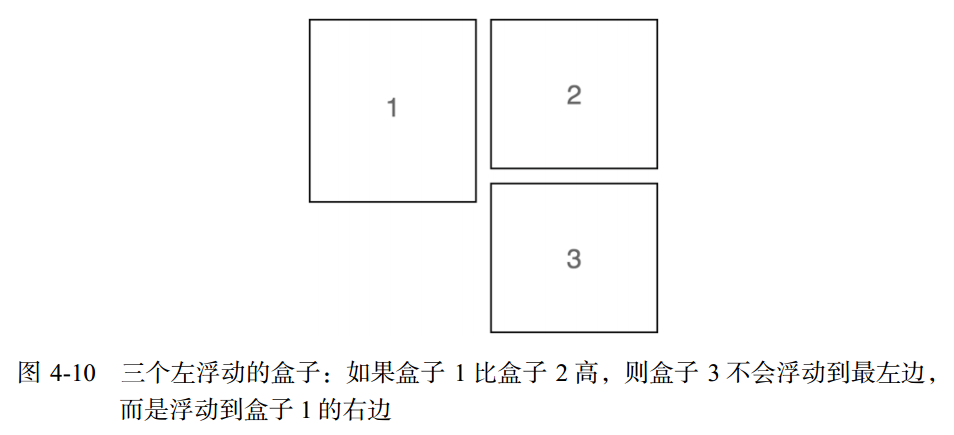 1
2
3
图 4-10 三个左浮动的盒子：如果盒子 1 比盒子 2 高，则盒子 3 不会浮动到最左边，
而是浮动到盒子 1 的右边